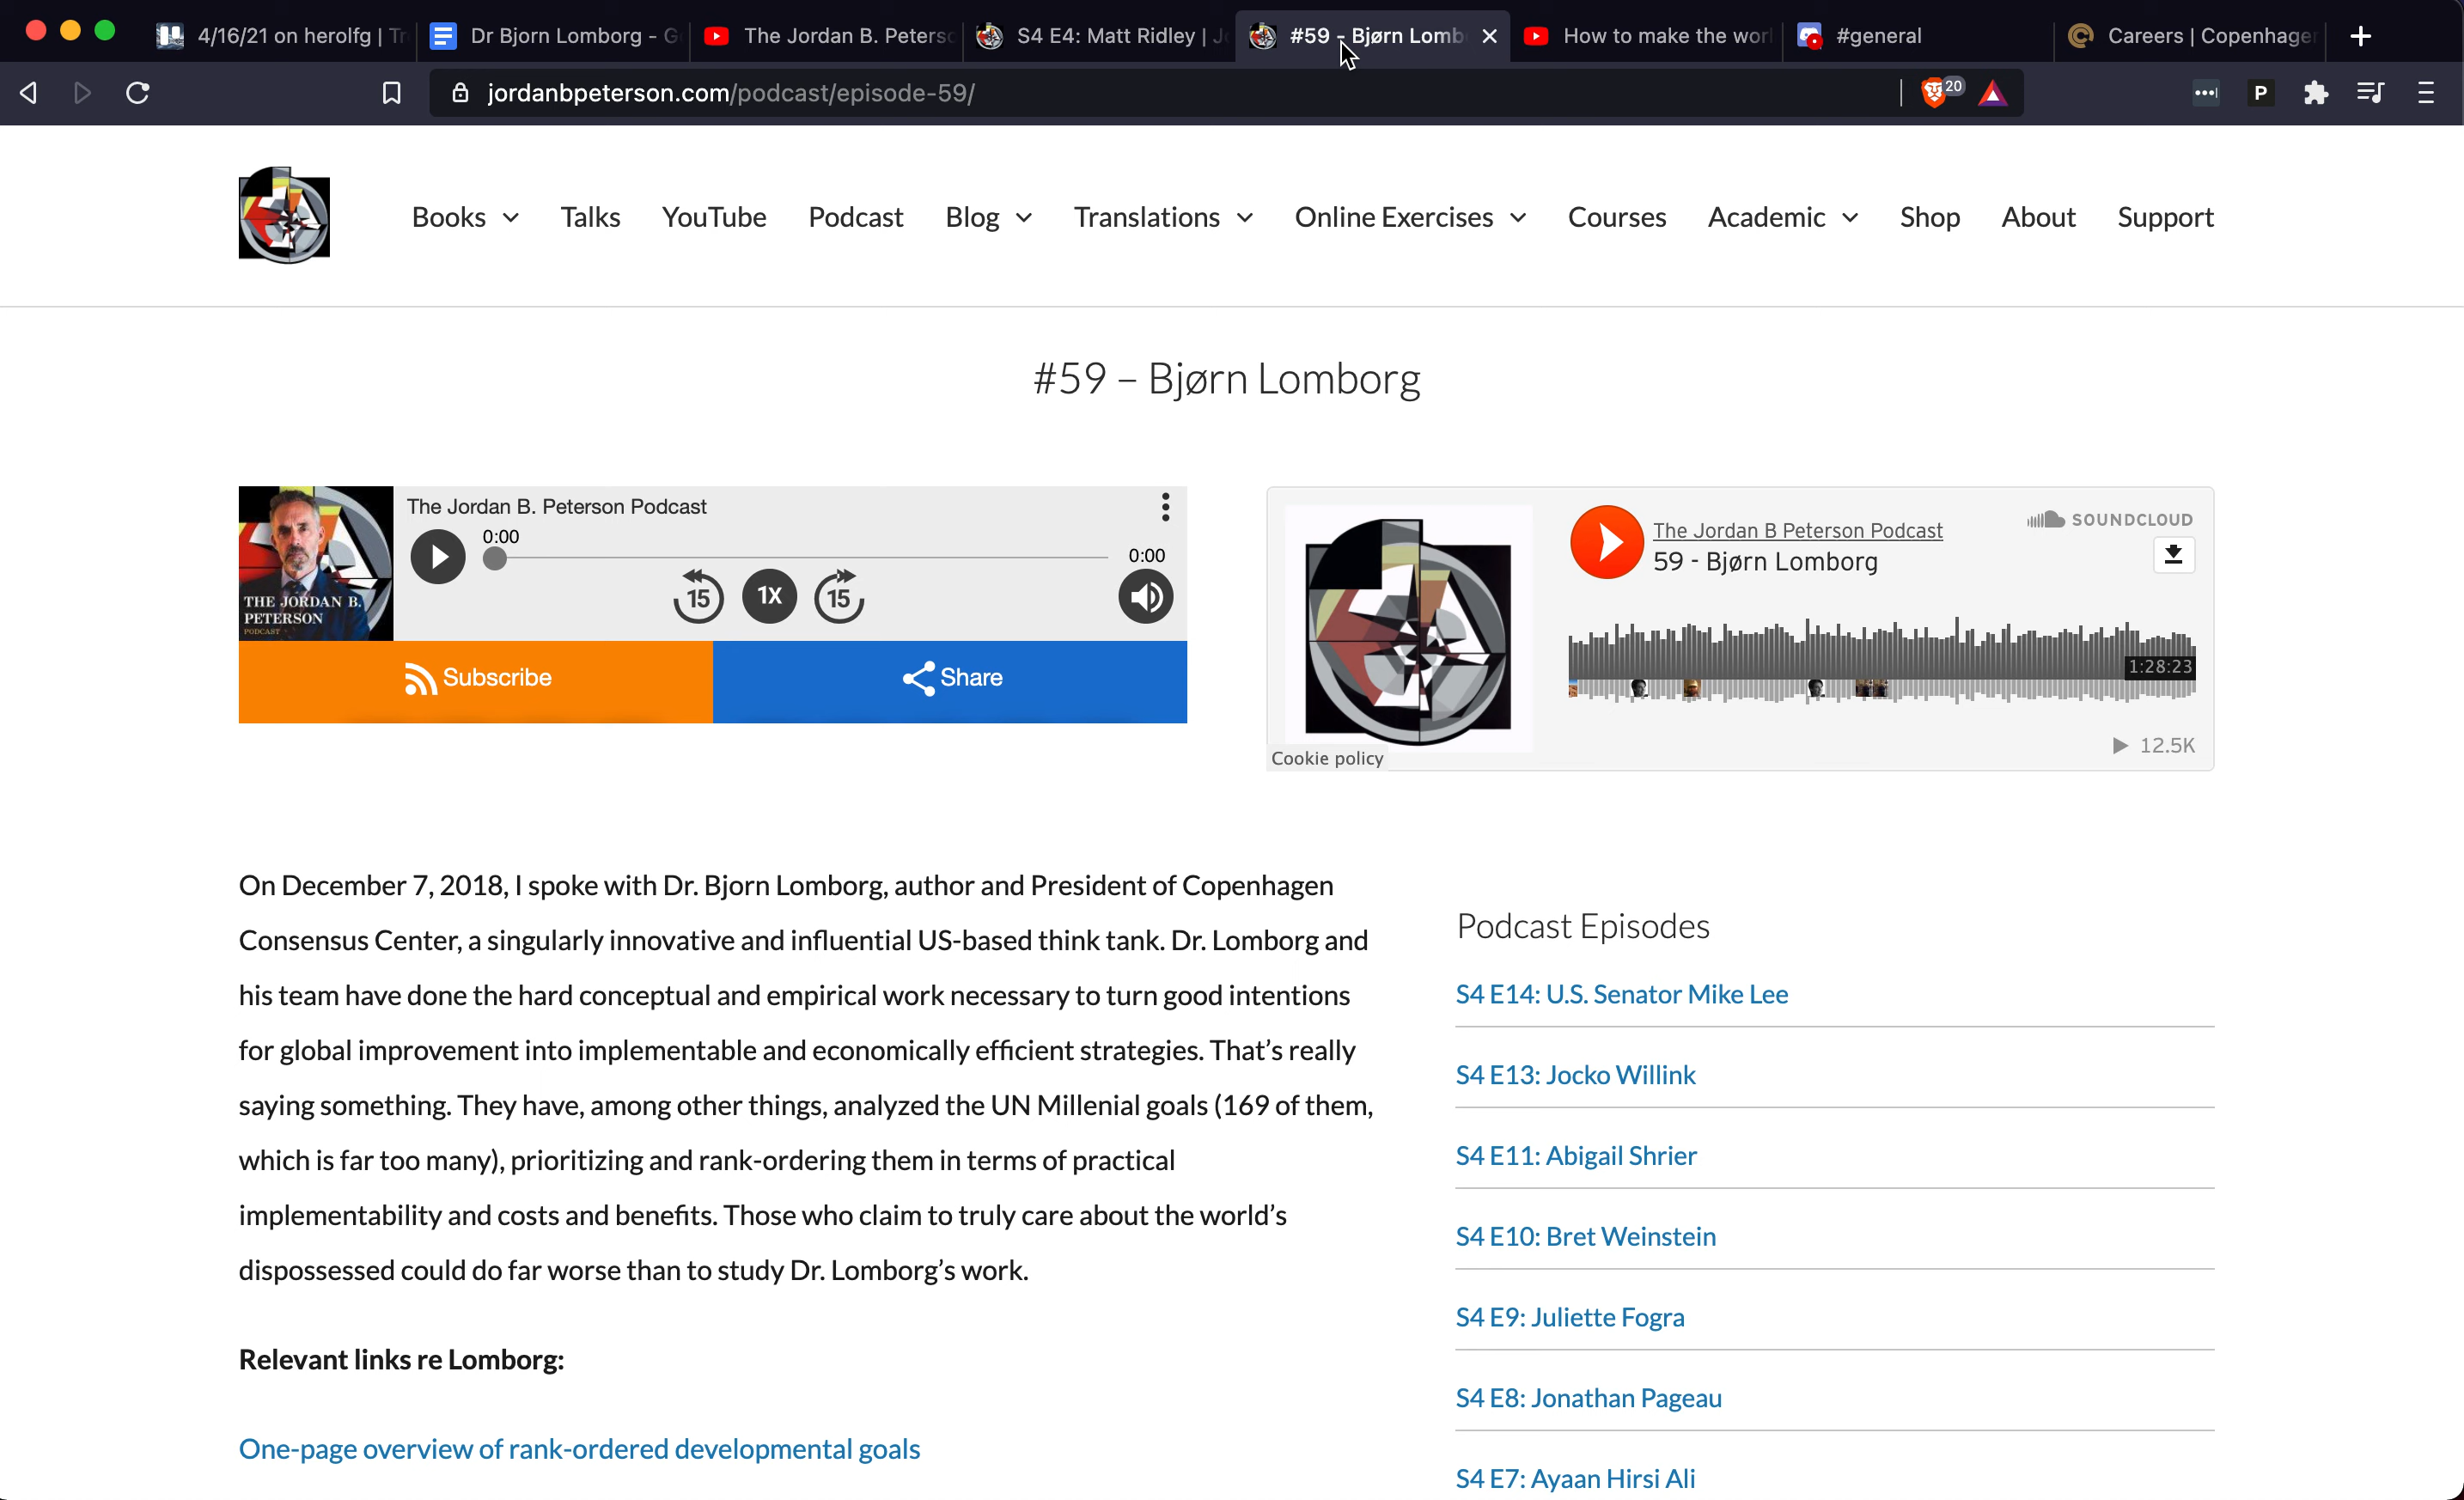 4/16/21 on herolfg | Tr
Dr Bjorn Lomborg - G
The Jordan B. Peters
S4 E4: Matt Ridley | J
#59 - Bjørn Lomb
How to make the worl
#general
Careers | Copenhagen
jordanbpeterson.com/podcast/episode-59/
20
P
Books
Talks
YouTube
Podcast
Blog
Translations
Online Exercises
Courses
Academic
Shop
About
Support
#59 – Bjørn Lomborg
The Jordan B. Peterson Podcast
0:00
0:00
15
1X
15
THE JORDAN B.
PETERSON
PODCAST
Subscribe
Share
The Jordan B Peterson Podcast
59 - Bjørn Lomborg
SOUNDCLOUD
1:28:23
12.5K
Cookie policy
On December 7, 2018, I spoke with Dr. Bjorn Lomborg, author and President of Copenhagen
Consensus Center, a singularly innovative and influential US-based think tank. Dr. Lomborg and
his team have done the hard conceptual and empirical work necessary to turn good intentions
for global improvement into implementable and economically efficient strategies. That's really
saying something. They have, among other things, analyzed the UN Millenial goals (169 of them,
which is far too many), prioritizing and rank-ordering them in terms of practical
implementability and costs and benefits. Those who claim to truly care about the world's
dispossessed could do far worse than to study Dr. Lomborg's work.
Relevant links re Lomborg:
One-page overview of rank-ordered developmental goals
Podcast Episodes
S4 E14: U.S. Senator Mike Lee
S4 E13: Jocko Willink
S4 E11: Abigail Shrier
S4 E10: Bret Weinstein
S4 E9: Juliette Fogra
S4 E8: Jonathan Pageau
S4 E7: Ayaan Hirsi Ali